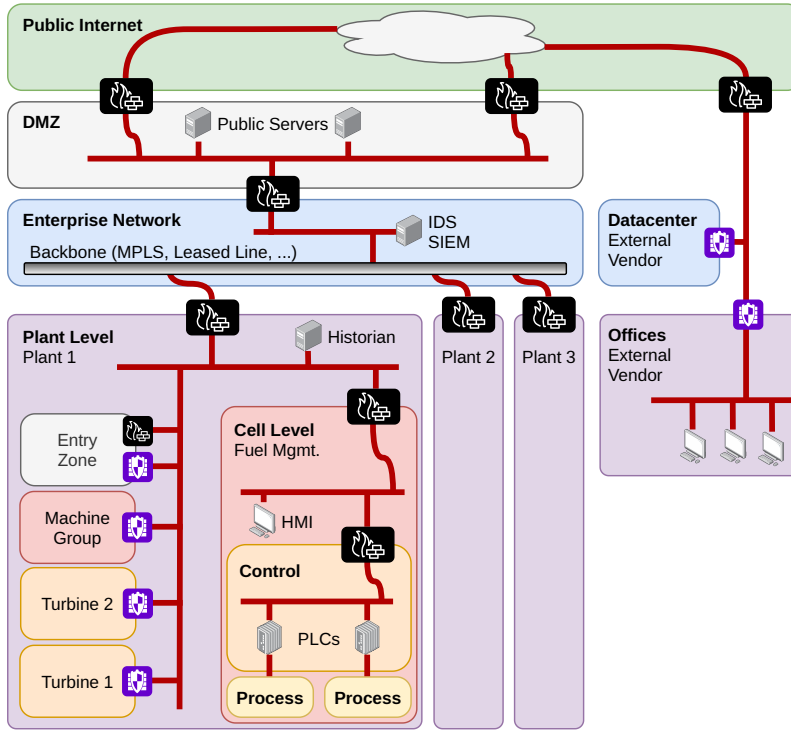 Public Internet
DMZ
Public Servers
Enterprise Network
IDS
SIEM
Backbone (MPLS, Leased Line, ...)
Datacenter
External
Vendor
Plant Level
Plant 1
Historian
Plant 2
Plant 3
Offices
External
Vendor
Entry
Zone
Cell Level
Fuel Mgmt.
Machine
Group
HMI
Control
Turbine 2
PLCs
Turbine 1
Process
Process